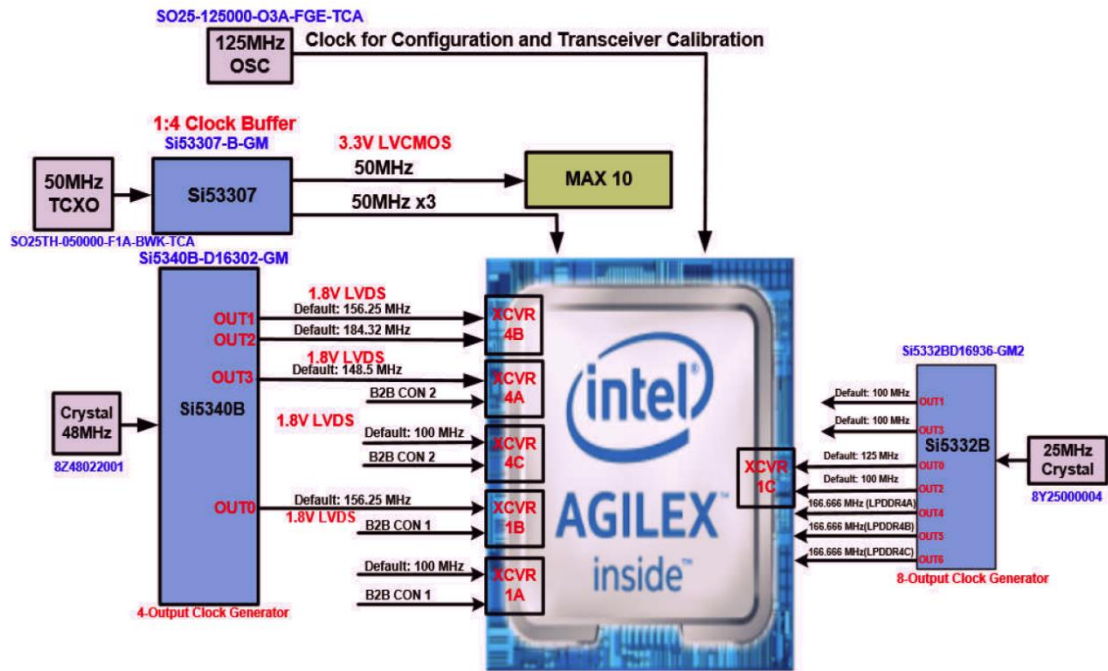 SO25-125000-O3A-FGE-TCA
125MHz
OSC
Clock for Configuration and Transceiver Calibration
1:4 Clock Buffer
Si53307-B-GM
3.3V LVCMOS
50MHz
TCXO
Si53307
50MHz
MAX 10
50MHz x3
SO25TH-050000-F1A-BWK-TCA
Si5340B-D16302-GM
1.8V LVDS
OUT1
Default: 156.25 MHz
XCVR
4B
OUT2
Default: 184.32 MHz
1.8V LVDS
OUT3
Default: 148.5 MHz
XCVR
4A
Si5340B
B2B CON 2
Crystal
48MHz
8Z48022001
1.8V LVDS
Default: 100 MHz
XCVR
4C
B2B CON 2
OUT0
Default: 156.25 MHz
XCVR
1B
1.8V LVDS
B2B CON 1
Default: 100 MHz
XCVR
1A
B2B CON 1
4-Output Clock Generator
intel
AGILEX™
inside™
Si5332BD16936-GM2
Default: 100 MHz
OUT1
Default: 100 MHz
OUT3
Si5332B
XCVR
1C
Default: 125 MHz
OUT0
Default: 100 MHz
OUT2
166.666 MHz (LPDDR4A)
OUT4
166.666 MHz(LPDDR4B)
OUT5
166.666 MHz(LPDDR4C)
OUT6
25MHz
Crystal
8Y25000004
8-Output Clock Generator